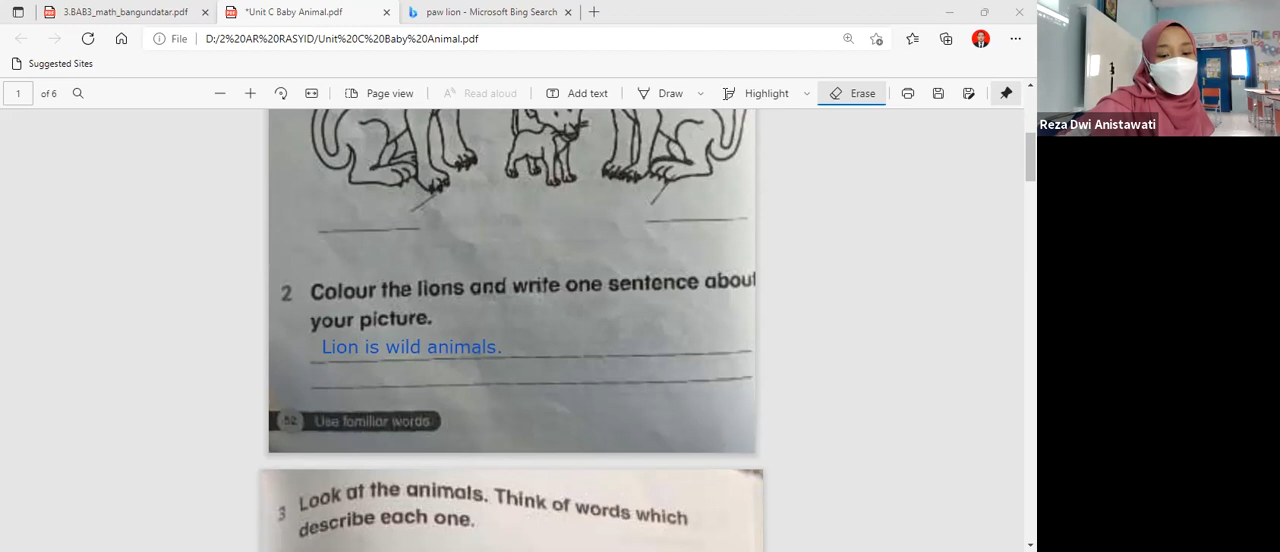 3.BAB3_math_bangundatar.pdf
*Unit C Baby Animal.pdf
paw lion - Microsoft Bing Search
File
D:/2%20AR%20RASYID/Unit%20C%20Baby%20Animal.pdf
Suggested Sites
1
of 6
Page view
Read aloud
Add text
Draw
Highlight
Erase
Reza Dwi Anistawati
2 Colour the lions and write one sentence about
your picture.
Lion is wild animals.
52 Use familiar words
3 Look at the animals. Think of words which
describe each one.